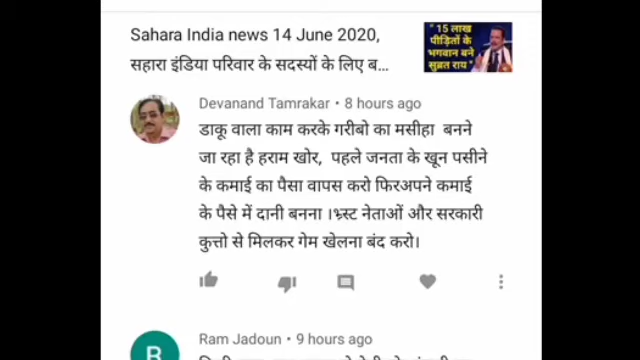 Sahara India news 14 June 2020,
सहारा इंडिया परिवार के सदस्यों के लिए ब...
" 15 लाख
पीड़ितों के
भगवान बने
सुब्रत राय "
Devanand Tamrakar • 8 hours ago
डाकू वाला काम करके गरीबो का मसीहा बनने
जा रहा है हराम खोर, पहले जनता के खून पसीने
के कमाई का पैसा वापस करो फिरअपने कमाई
के पैसे में दानी बनना ।भ्रस्ट नेताओं और सरकारी
कुत्तो से मिलकर गेम खेलना बंद करो।
R
Ram Jadoun • 9 hours ago